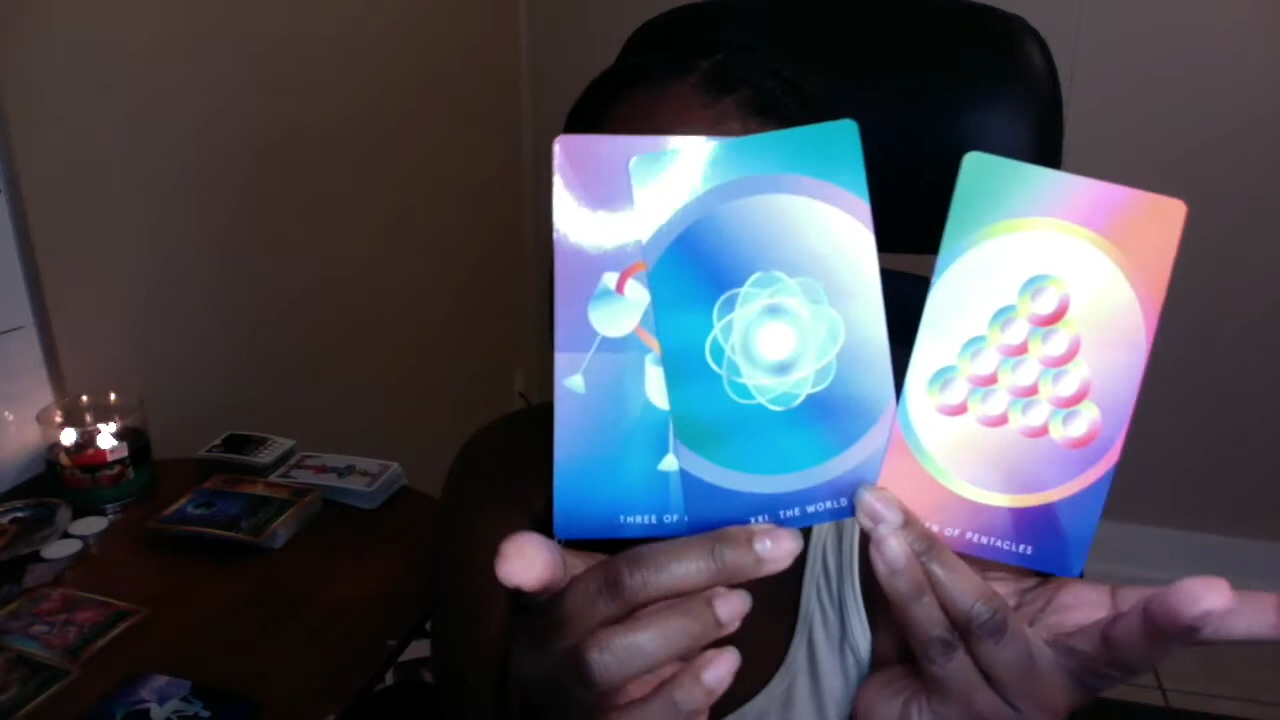 THREE OF
XXI. THE WORLD
OF PENTACLES